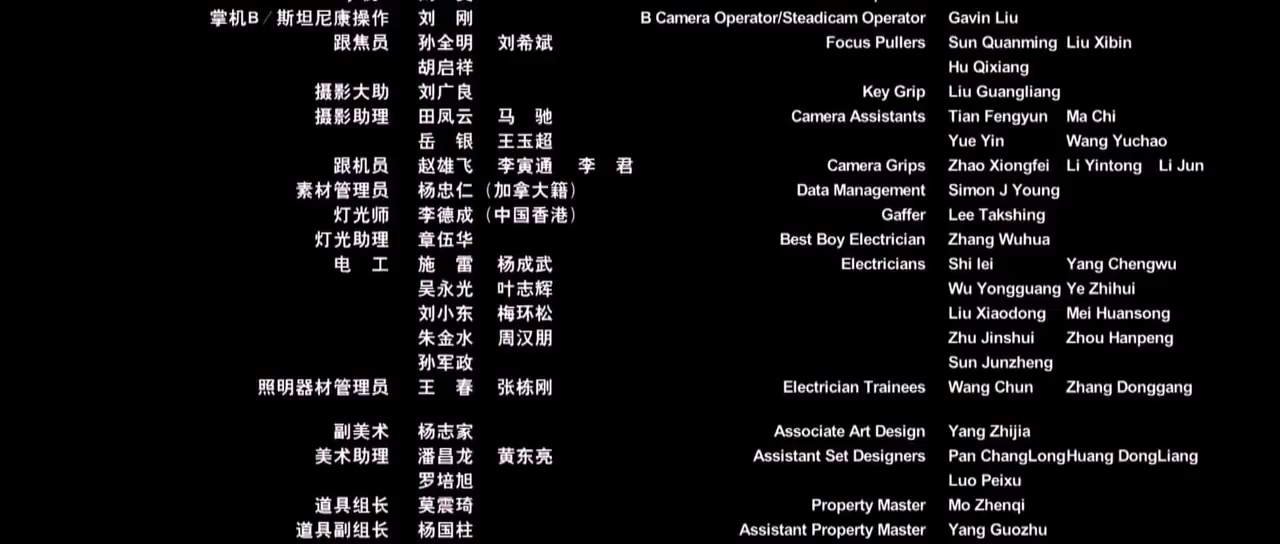 掌机B / 斯坦尼康操作 刘 刚 B Camera Operator/Steadicam Operator Gavin Liu
跟焦员 孙全明 刘希斌 Focus Pullers Sun Quanming Liu Xibin
胡启祥 Hu Qixiang
摄影大助 刘广良 Key Grip Liu Guangliang
摄影助理 田凤云 马 驰 Camera Assistants Tian Fengyun Ma Chi
岳 银 王玉超 Yue Yin Wang Yuchao
跟机员 赵雄飞 李寅通 李 君 Camera Grips Zhao Xiongfei Li Yintong Li Jun
素材管理员 杨忠仁（加拿大籍） Data Management Simon J Young
灯光师 李德成（中国香港） Gaffer Lee Takshing
灯光助理 章伍华 Best Boy Electrician Zhang Wuhua
电 工 施 雷 杨成武 Electricians Shi lei Yang Chengwu
吴永光 叶志辉 Wu Yongguang Ye Zhihui
刘小东 梅环松 Liu Xiaodong Mei Huansong
朱金水 周汉朋 Zhu Jinshui Zhou Hanpeng
孙军政 Sun Junzheng
照明器材管理员 王 春 张栋刚 Electrician Trainees Wang Chun Zhang Donggang
副美术 杨志家 Associate Art Design Yang Zhijia
美术助理 潘昌龙 黄东亮 Assistant Set Designers Pan ChangLong Huang DongLiang
罗培旭 Luo Peixu
道具组长 莫震琦 Property Master Mo Zhenqi
道具副组长 杨国柱 Assistant Property Master Yang Guozhu